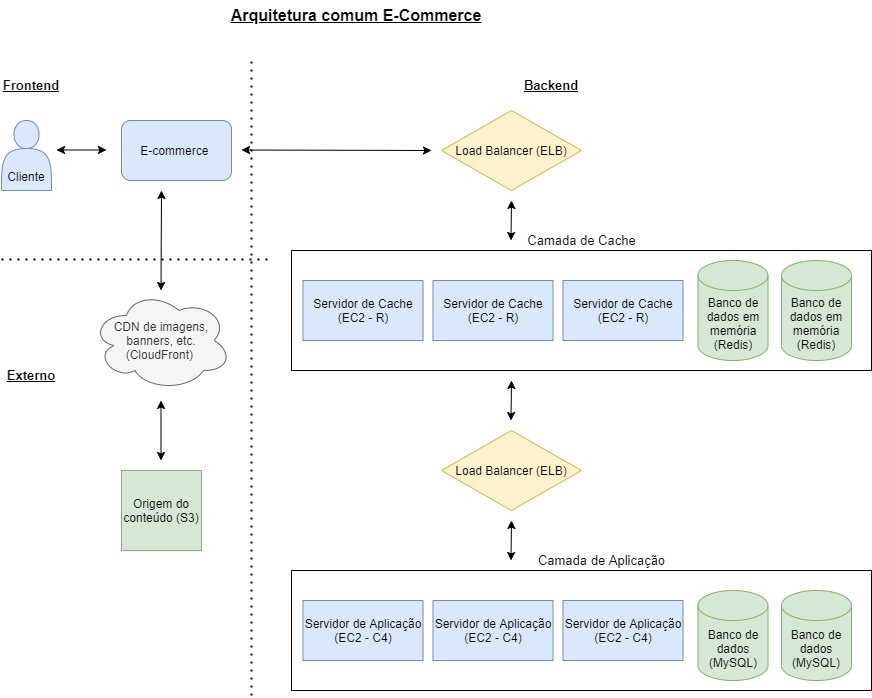 Arquitetura comum E-Commerce
Frontend
Backend
Cliente
E-commerce
Load Balancer (ELB)
Camada de Cache
Servidor de Cache
(EC2 - R)
Servidor de Cache
(EC2 - R)
Servidor de Cache
(EC2 - R)
Banco de
dados em
memória
(Redis)
Banco de
dados em
memória
(Redis)
CDN de imagens,
banners, etc.
(CloudFront)
Externo
Load Balancer (ELB)
Origem do
conteúdo (S3)
Camada de Aplicação
Servidor de Aplicação
(EC2 - C4)
Servidor de Aplicação
(EC2 - C4)
Servidor de Aplicação
(EC2 - C4)
Banco de
dados
(MySQL)
Banco de
dados
(MySQL)